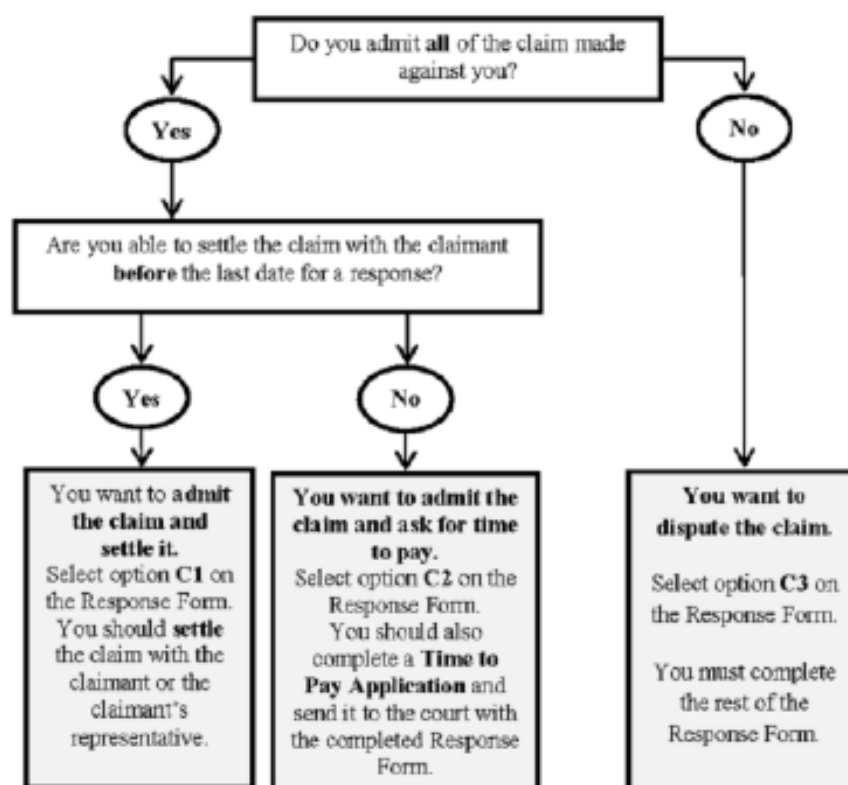 Do you admit all of the claim made
against you?
Yes
No
Are you able to settle the claim with the claimant
before the last date for a response?
Yes
No
You want to admit
the claim and
settle it.
Select option C1 on
the Response Form.
You should settle
the claim with the
claimant or the
claimant's
representative.
You want to admit the
claim and ask for time
to pay.
Select option C2 on the
Response Form.
You should also
complete a Time to
Pay Application and
send it to the court with
the completed Response
Form.
You want to
dispute the claim.
Select option C3 on
the Response Form.
You must complete
the rest of the
Response Form.